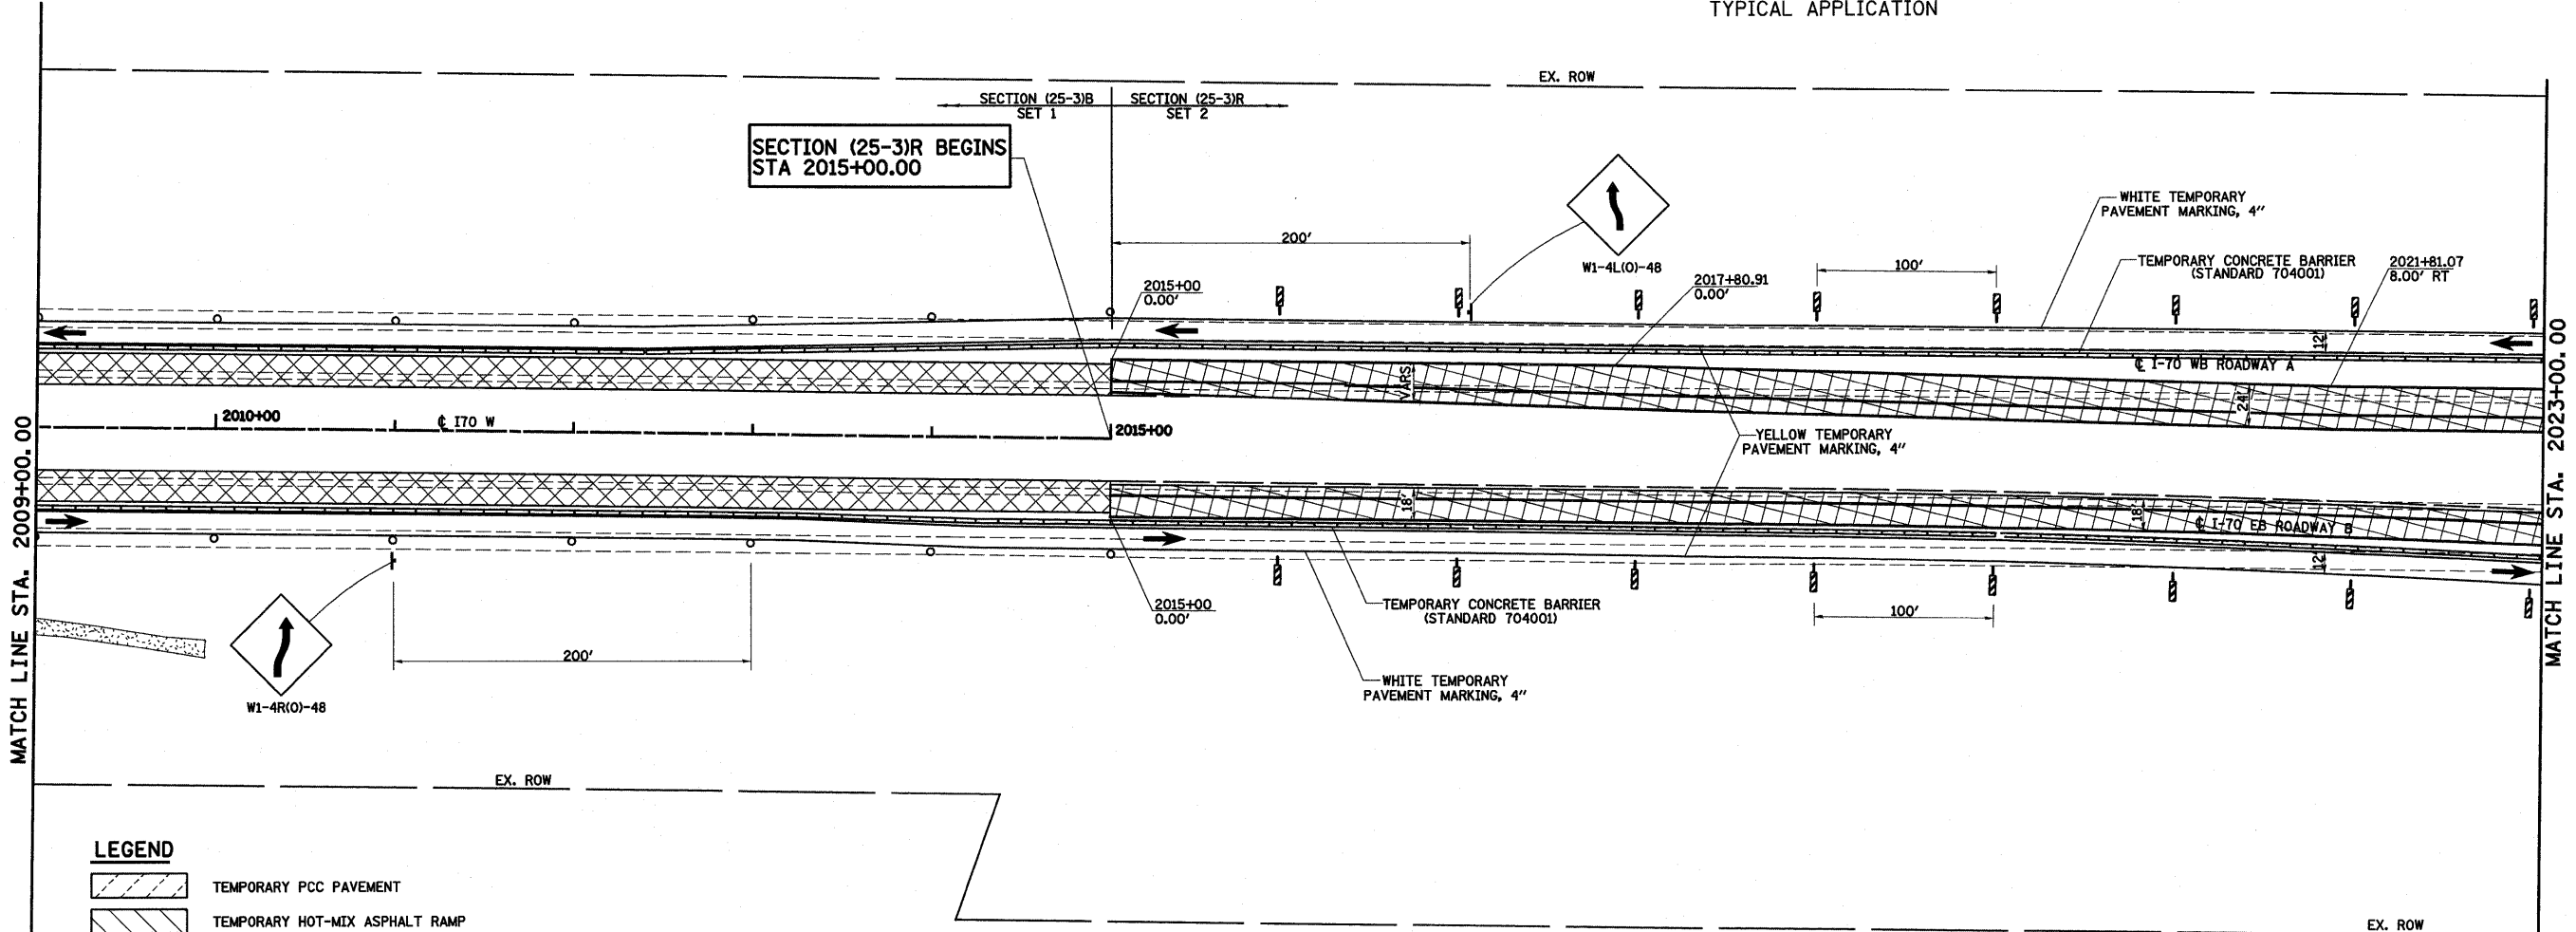 TYPICAL APPLICATION
EX. ROW
SECTION (25-3)B
SET 1
SECTION (25-3)R
SET 2
SECTION (25-3)R BEGINS
STA 2015+00.00
WHITE TEMPORARY
PAVEMENT MARKING, 4"
200'
W1-4L(O)-48
100'
TEMPORARY CONCRETE BARRIER
(STANDARD 704001)
2021+81.07
8.00' RT
2015+00
0.00'
2017+80.91
0.00'
12'
℄ I-70 WB ROADWAY A
VARS
24'
2010+00
℄ I70 W
2015+00
YELLOW TEMPORARY
PAVEMENT MARKING, 4"
MATCH LINE STA. 2009+00.00
MATCH LINE STA. 2023+00.00
18'
18'
℄ I-70 EB ROADWAY B
12'
2015+00
0.00'
TEMPORARY CONCRETE BARRIER
(STANDARD 704001)
100'
200'
W1-4R(O)-48
WHITE TEMPORARY
PAVEMENT MARKING, 4"
EX. ROW
LEGEND
TEMPORARY PCC PAVEMENT
TEMPORARY HOT-MIX ASPHALT RAMP
EX. ROW